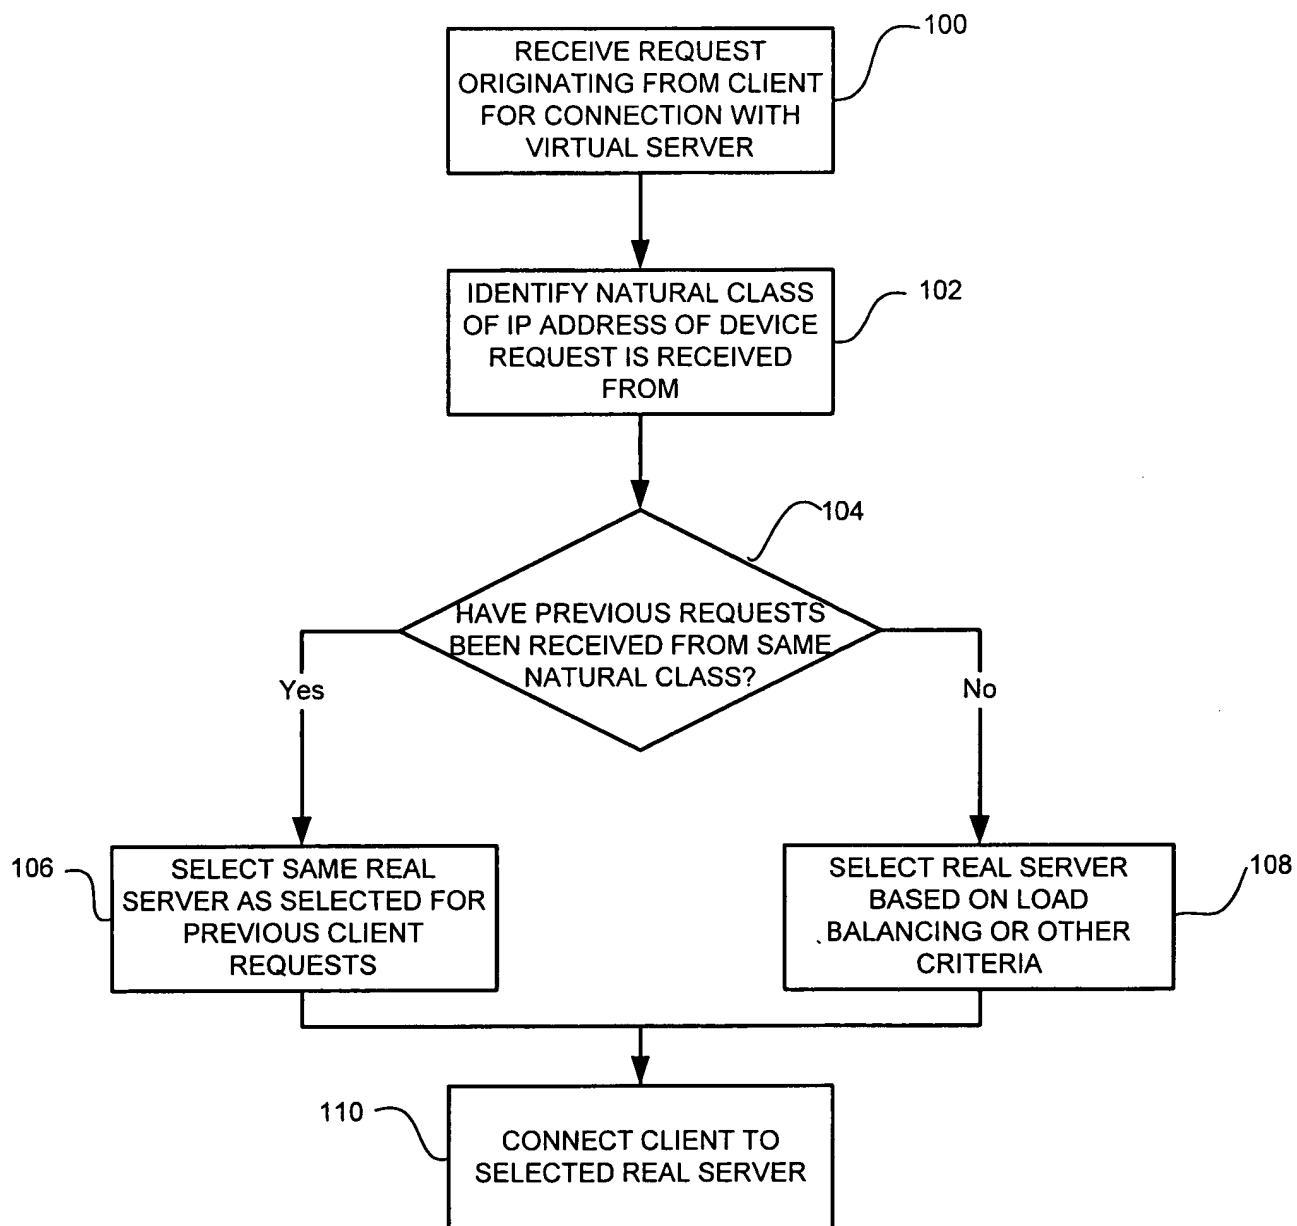 RECEIVE REQUEST
ORIGINATING FROM CLIENT
FOR CONNECTION WITH
VIRTUAL SERVER
100
IDENTIFY NATURAL CLASS
OF IP ADDRESS OF DEVICE
REQUEST IS RECEIVED
FROM
102
104
HAVE PREVIOUS REQUESTS
BEEN RECEIVED FROM SAME
NATURAL CLASS?
Yes
No
106
SELECT SAME REAL
SERVER AS SELECTED FOR
PREVIOUS CLIENT
REQUESTS
SELECT REAL SERVER
BASED ON LOAD
BALANCING OR OTHER
CRITERIA
108
110
CONNECT CLIENT TO
SELECTED REAL SERVER